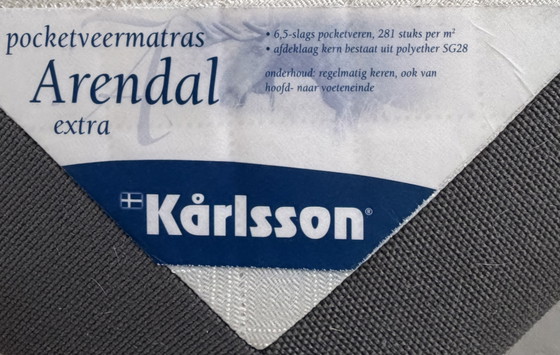 pocketveermatras
Arendal
extra
• 6,5-slags pocketveren, 281 stuks per m²
• afdeklaag kern bestaat uit polyether SG28
onderhoud: regelmatig keren, ook van
hoofd- naar voeteneinde
Kårlsson®